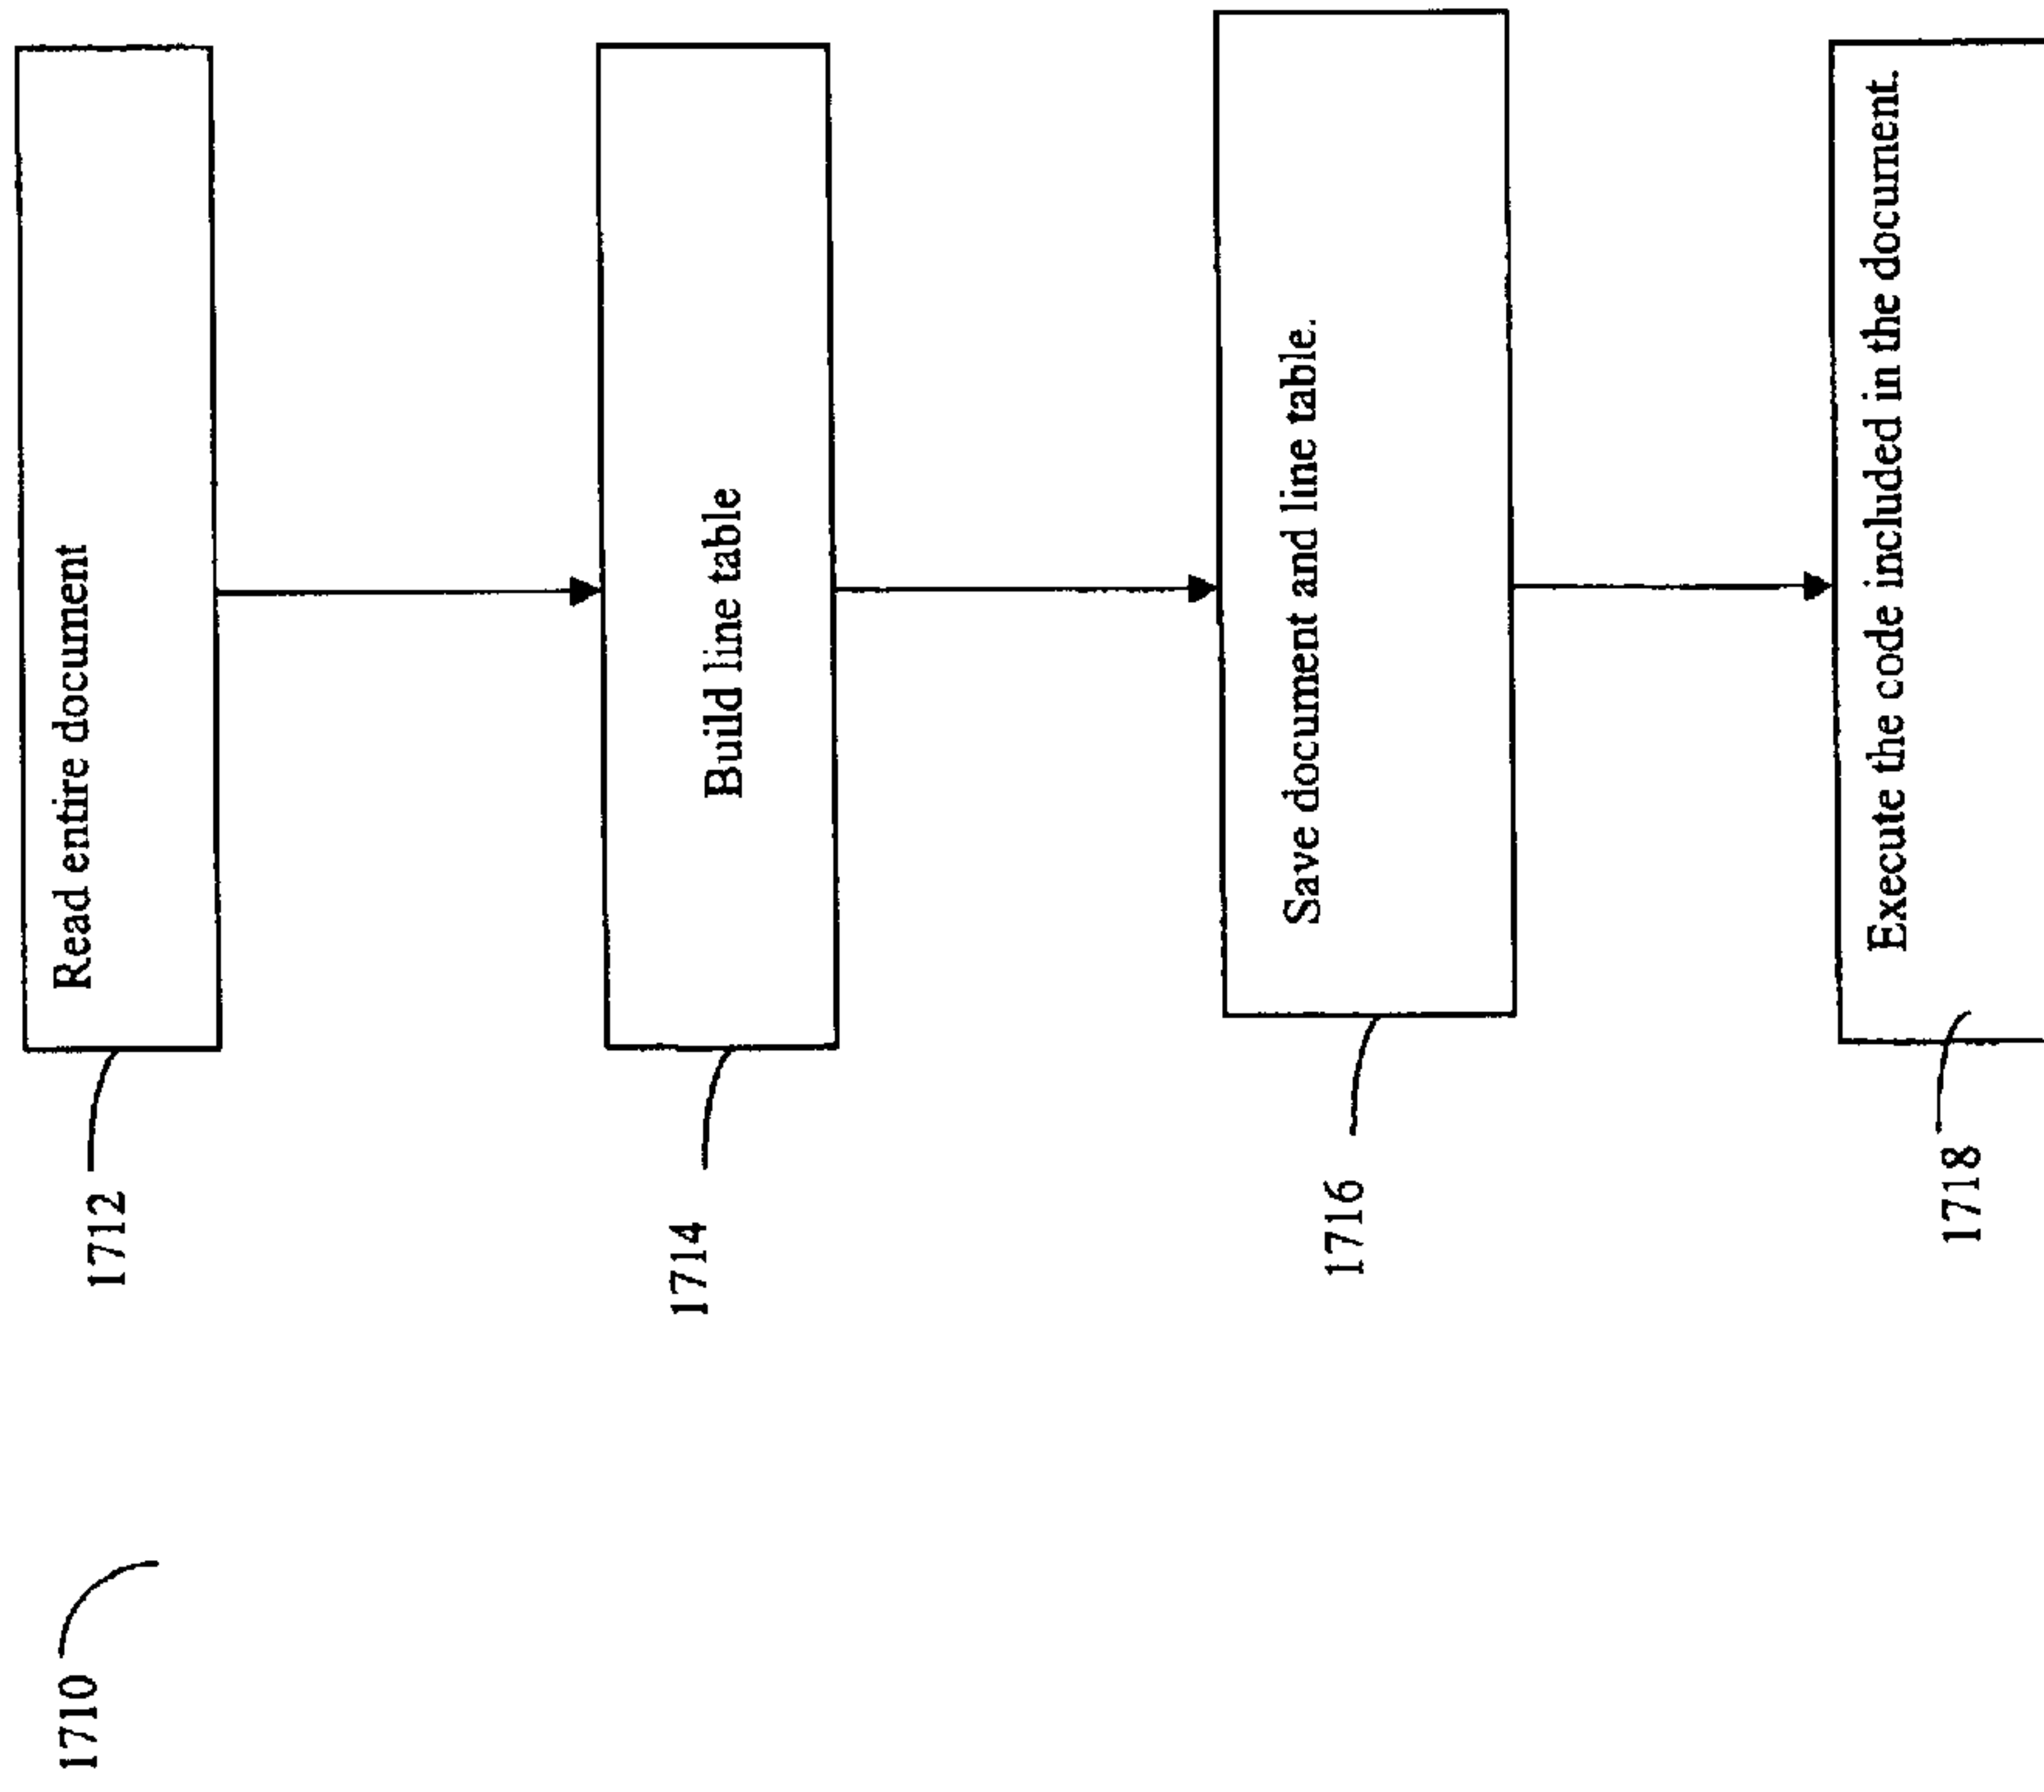 1710
1712
Read entire document
1714
Build line table
1716
Save document and line table.
1718
Execute the code included in the document.